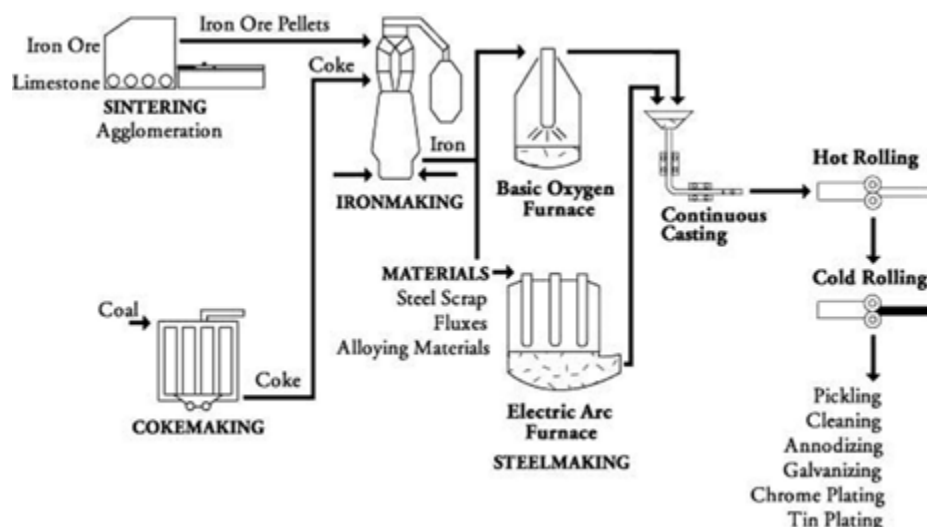 Iron Ore Pellets
Iron Ore
Limestone
SINTERING
Agglomeration
Coke
Iron
IRONMAKING
Basic Oxygen
Furnace
Continuous
Casting
Hot Rolling
Cold Rolling
MATERIALS
Steel Scrap
Fluxes
Alloying Materials
Coal
Coke
COKEMAKING
Electric Arc
Furnace
STEELMAKING
Pickling
Cleaning
Annodizing
Galvanizing
Chrome Plating
Tin Plating